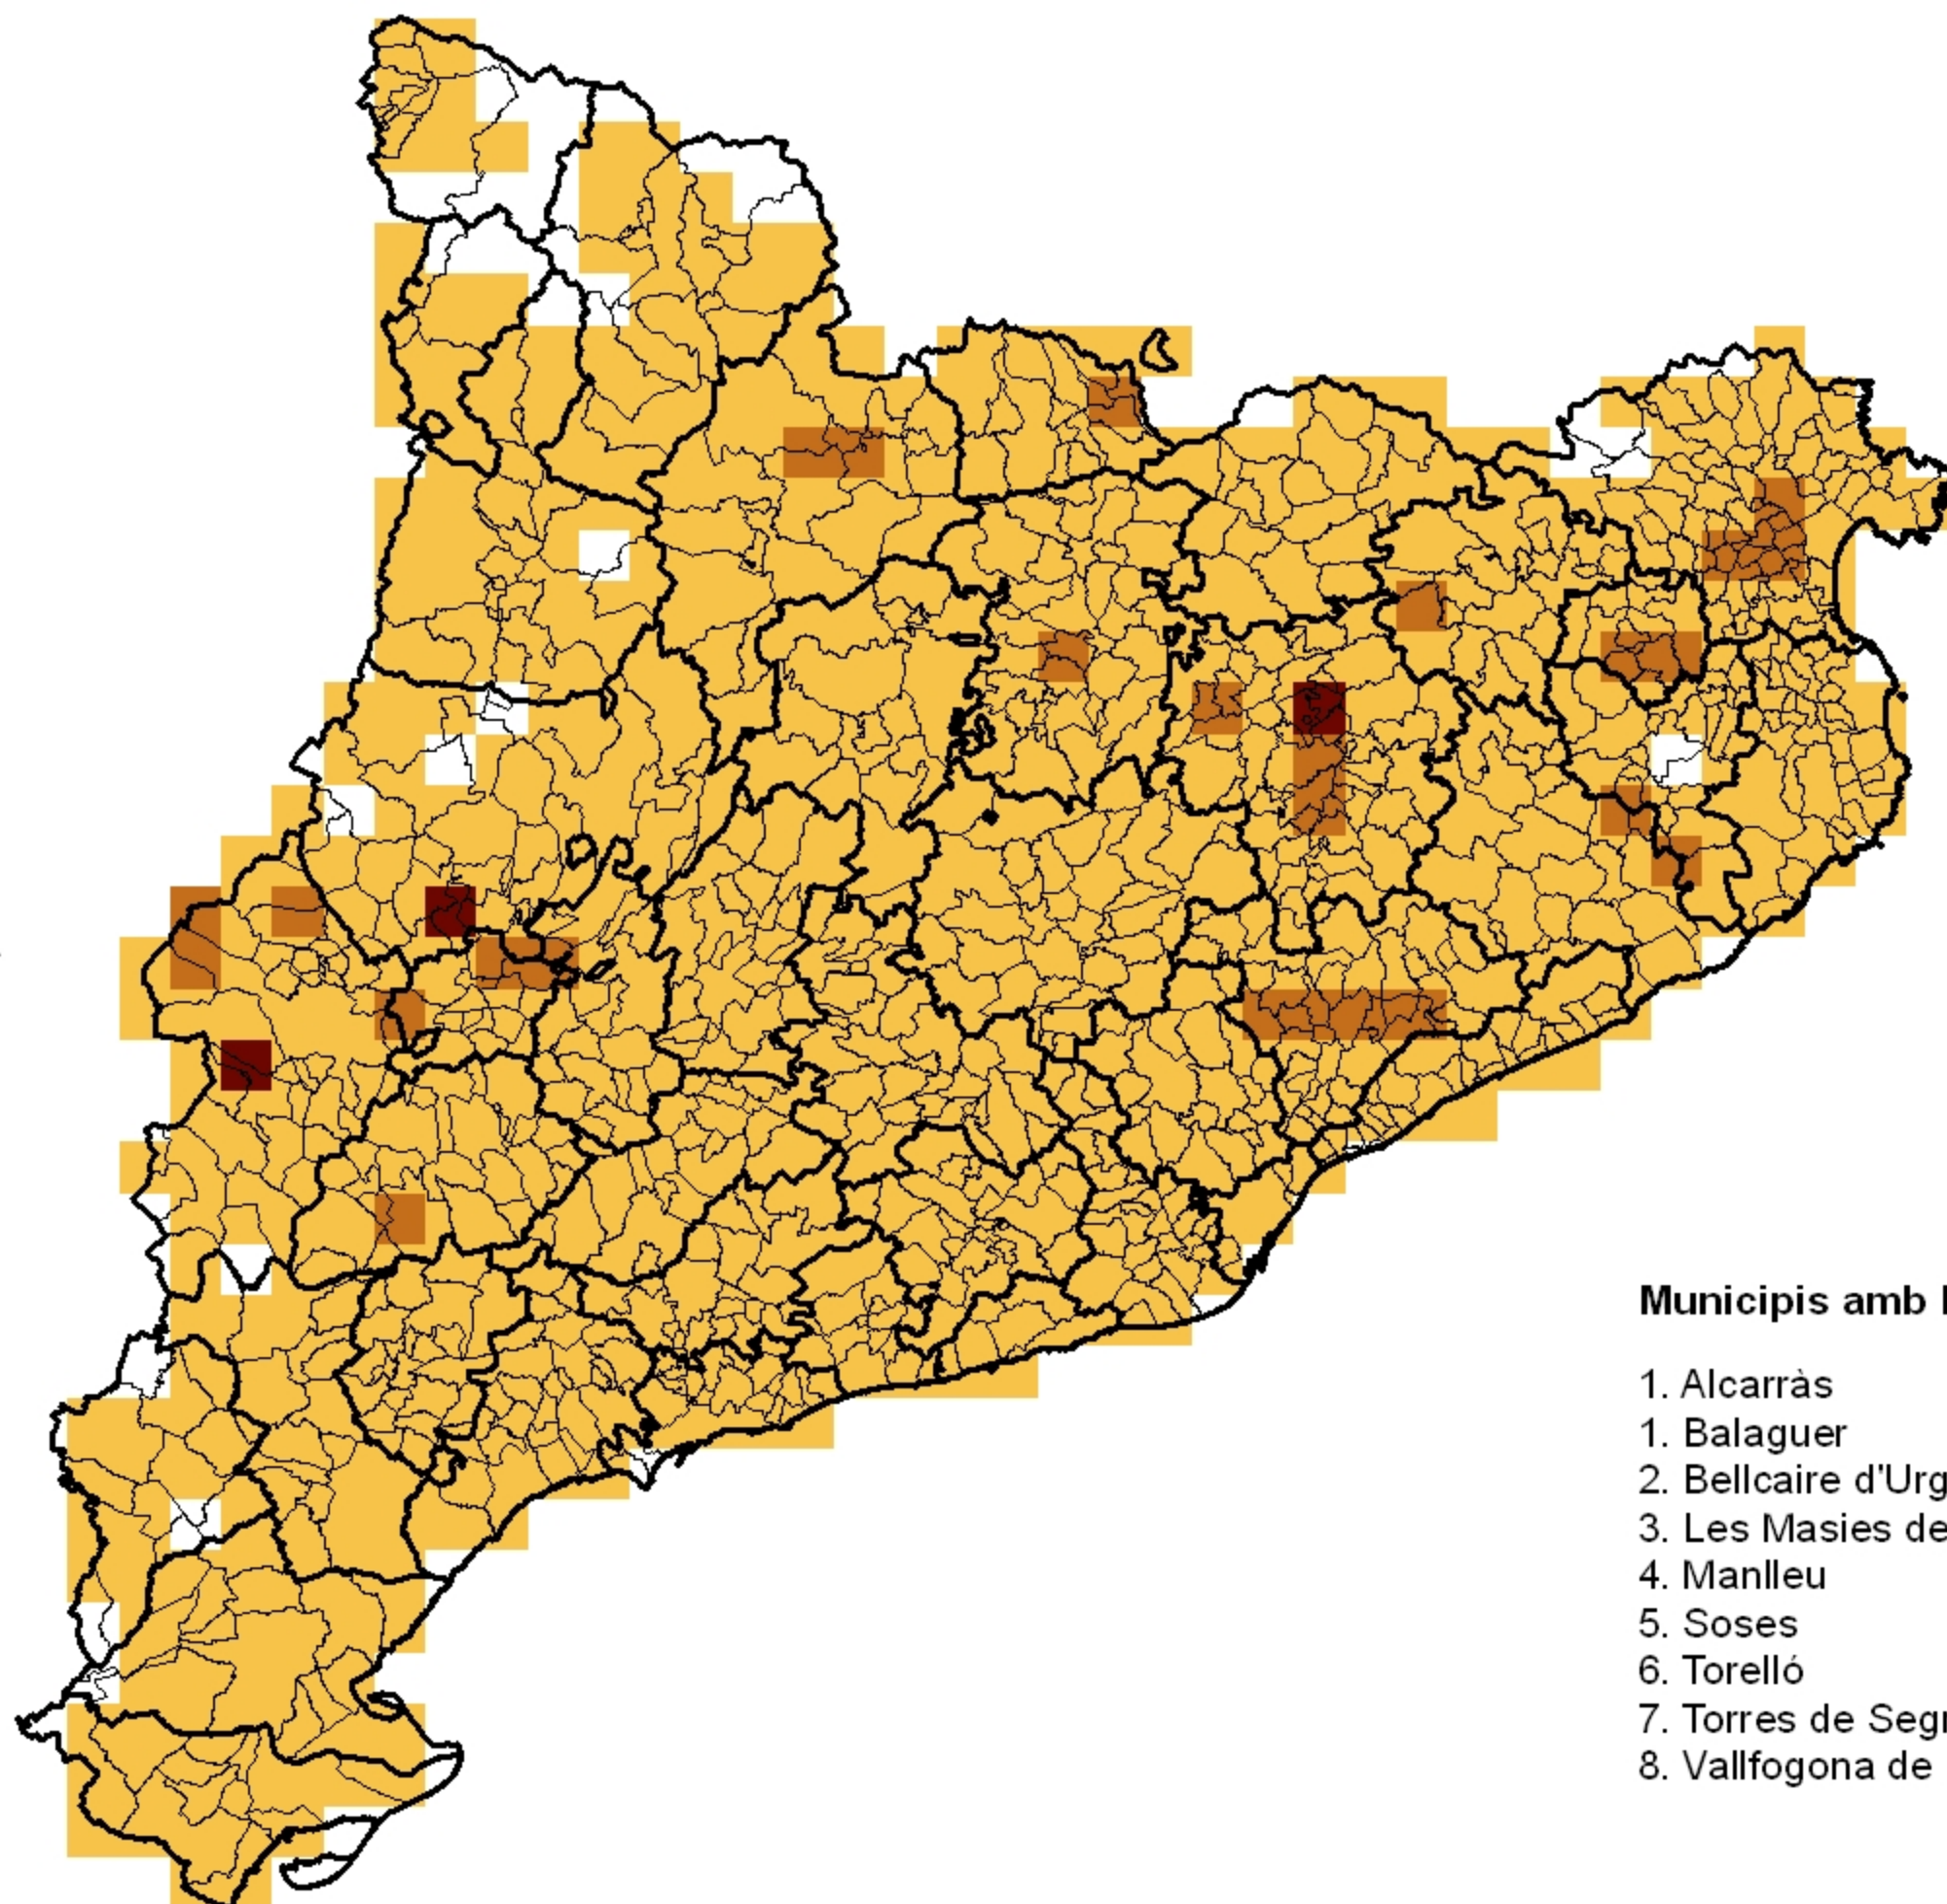 Municipis amb
1. Alcarràs
1. Balaguer
2. Bellcaire d'Urg
3. Les Masies de
4. Manlleu
5. Soses
6. Torelló
7. Torres de Segr
8. Vallfogona de